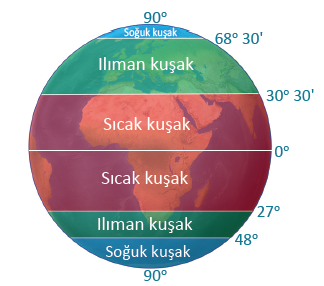 90°
Soğuk kuşak
68° 30'
Ilıman kuşak
30° 30'
Sıcak kuşak
0°
Sıcak kuşak
27°
Ilıman kuşak
48°
Soğuk kuşak
90°